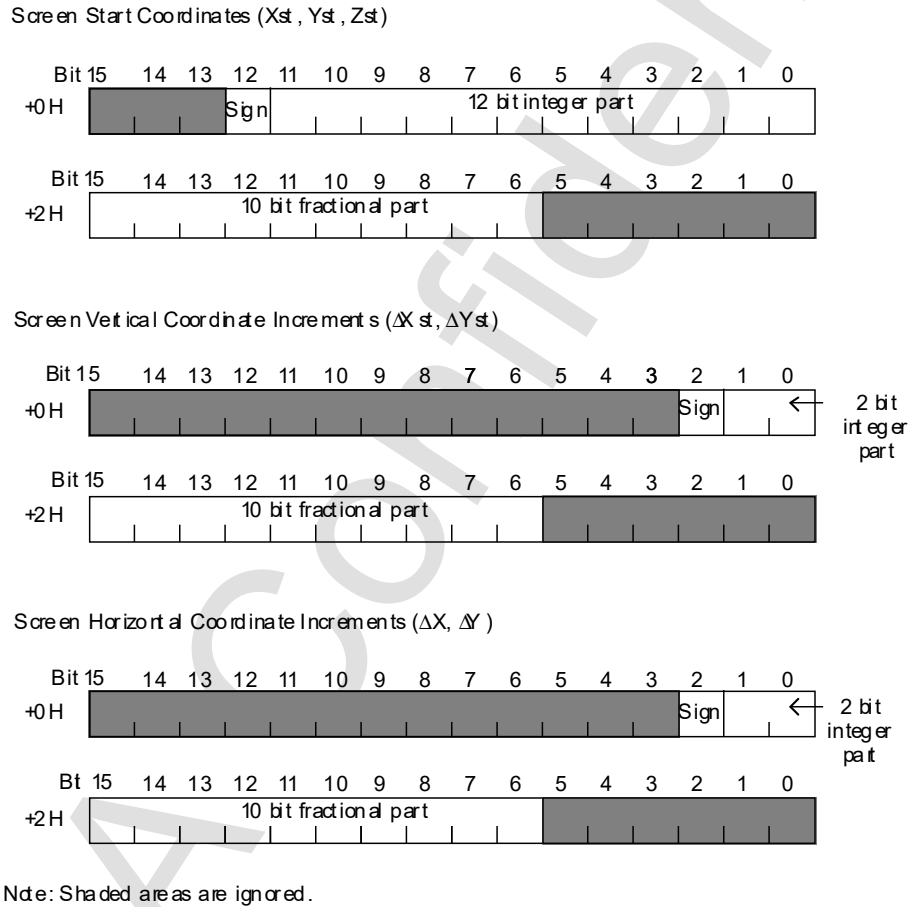 Screen Start Coordinates (Xst, Yst, Zst)
Bit 15 14 13 12 11 10 9 8 7 6 5 4 3 2 1 0
+0H Sign 12 bit integer part
Bit 15 14 13 12 11 10 9 8 7 6 5 4 3 2 1 0
+2H 10 bit fractional part
Screen Vertical Coordinate Increments (ΔXst, ΔYst)
Bit 15 14 13 12 11 10 9 8 7 6 5 4 3 2 1 0
+0H Sign 2 bit
integer
part
Bit 15 14 13 12 11 10 9 8 7 6 5 4 3 2 1 0
+2H 10 bit fractional part
Screen Horizontal Coordinate Increments (ΔX, ΔY)
Bit 15 14 13 12 11 10 9 8 7 6 5 4 3 2 1 0
+0H Sign 2 bit
integer
part
Bit 15 14 13 12 11 10 9 8 7 6 5 4 3 2 1 0
+2H 10 bit fractional part
Note: Shaded areas are ignored.